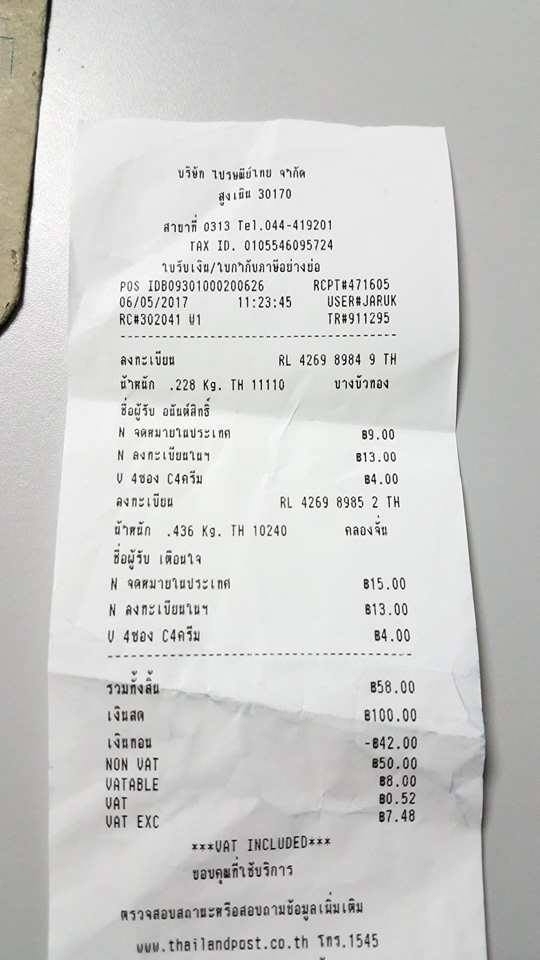 บริษัท ไปรษณีย์ไทย จำกัด
สูงเนิน 30170
สาขาที่ 0313 Tel.044-419201
TAX ID. 0105546095724
ใบรับเงิน/ใบกำกับภาษีอย่างย่อ
POS IDB09301000200626 RCPT#471605
06/05/2017 11:23:45 USER#JARUK
RC#302041 W1 TR#911295
ลงทะเบียน RL 4269 8984 9 TH
น้ำหนัก .228 Kg. TH 11110 บางบัวทอง
ชื่อผู้รับ อนันต์สิทธิ์
N จดหมายในประเทศ ฿9.00
N ลงทะเบียนในฯ ฿13.00
V 4ซอง C4ครีม ฿4.00
ลงทะเบียน RL 4269 8985 2 TH
น้ำหนัก .436 Kg. TH 10240 คลองจั่น
ชื่อผู้รับ เตือนใจ
N จดหมายในประเทศ ฿15.00
N ลงทะเบียนในฯ ฿13.00
V 4ซอง C4ครีม ฿4.00
รวมทั้งสิ้น ฿58.00
เงินสด ฿100.00
เงินทอน -฿42.00
NON VAT ฿50.00
VATABLE ฿8.00
VAT ฿0.52
VAT EXC ฿7.48
***VAT INCLUDED***
ขอบคุณที่ใช้บริการ
ตรวจสอบสถานะหรือสอบถามข้อมูลเพิ่มเติม
www.thailandpost.co.th โทร.1545